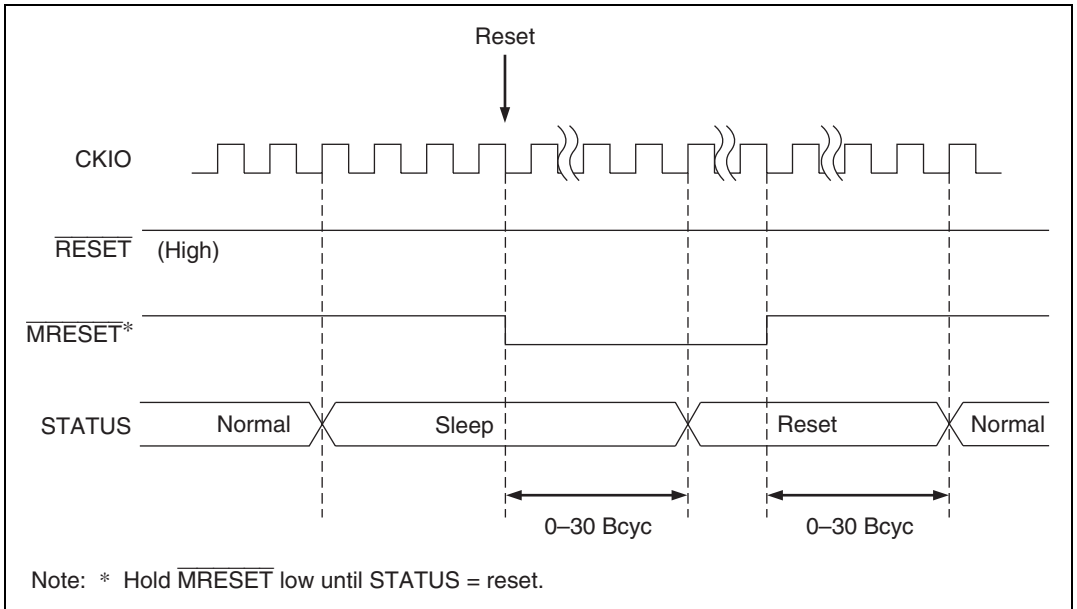 Reset
CKIO
RESET (High)
MRESET*
STATUS Normal Sleep Reset Normal
0–30 Bcyc 0–30 Bcyc
Note: * Hold MRESET low until STATUS = reset.